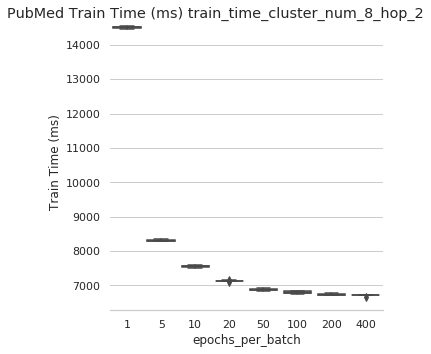 PubMed Train Time (ms) train_time_cluster_num_8_hop_2
14000
13000
12000
11000
10000
9000
8000
7000
Train Time (ms)
1 5 10 20 50 100 200 400
epochs_per_batch